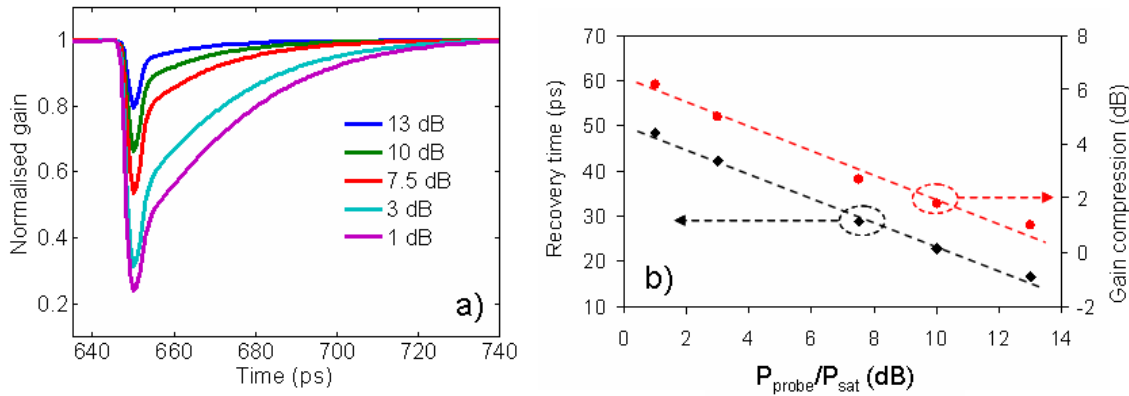 Normalised gain
1
0.8
0.6
0.4
0.2
13 dB
10 dB
7.5 dB
3 dB
1 dB
a)
640 660 680 700 720 740
Time (ps)
Recovery time (ps)
70
60
50
40
30
20
10
b)
0 2 4 6 8 10 12 14
P_probe/P_sat (dB)
8
6
4
2
0
-2
Gain compression (dB)